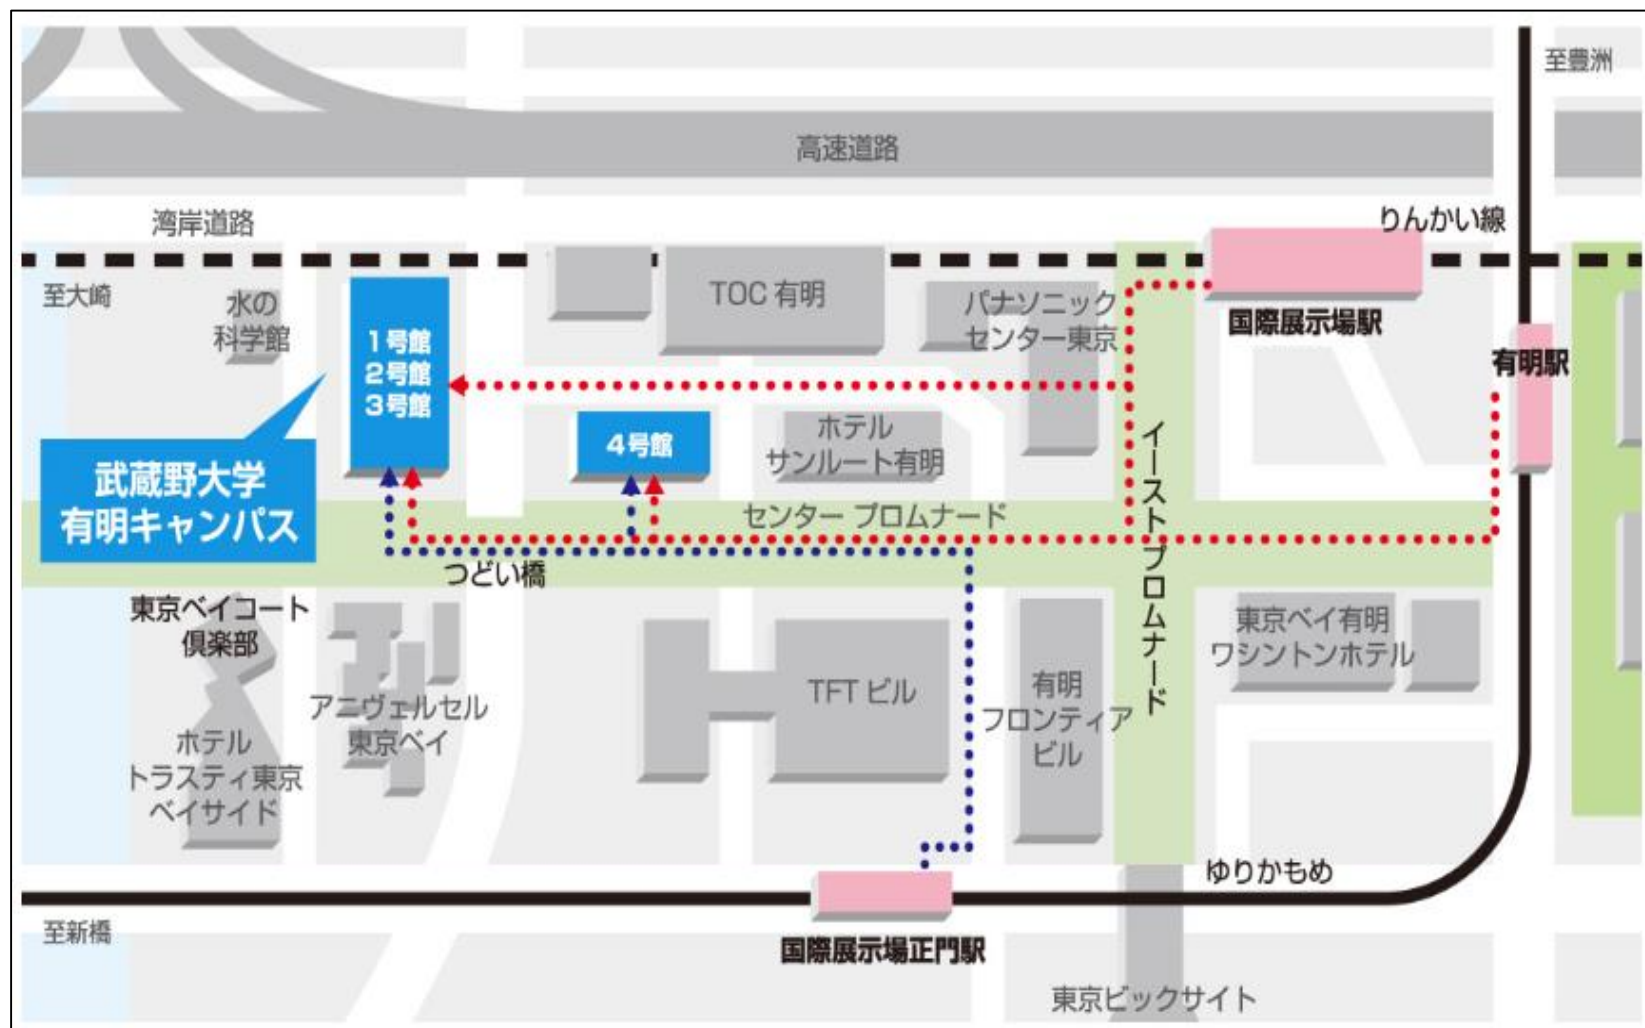 至豊洲
高速道路
湾岸道路
りんかい線
至大崎
水の
科学館
1号館
2号館
3号館
TOC 有明
パナソニック
センター東京
国際展示場駅
有明駅
4号館
ホテル
サンルート有明
武蔵野大学
有明キャンパス
センター プロムナード
イースト プロムナード
つどい橋
東京ベイコート
倶楽部
アニヴェルセル
東京ベイ
ホテル
トラスティ東京
ベイサイド
TFT ビル
有明
フロンティア
ビル
東京ベイ有明
ワシントンホテル
ゆりかもめ
至新橋
国際展示場正門駅
東京ビックサイト